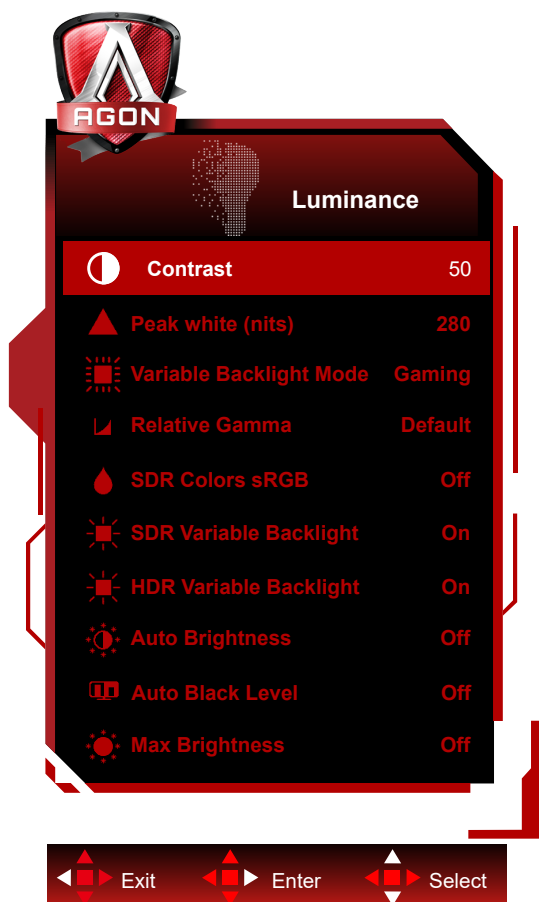 AGON
Luminance
Contrast 50
Peak white (nits) 280
Variable Backlight Mode Gaming
Relative Gamma Default
SDR Colors sRGB Off
SDR Variable Backlight On
HDR Variable Backlight On
Auto Brightness Off
Auto Black Level Off
Max Brightness Off
Exit Enter Select